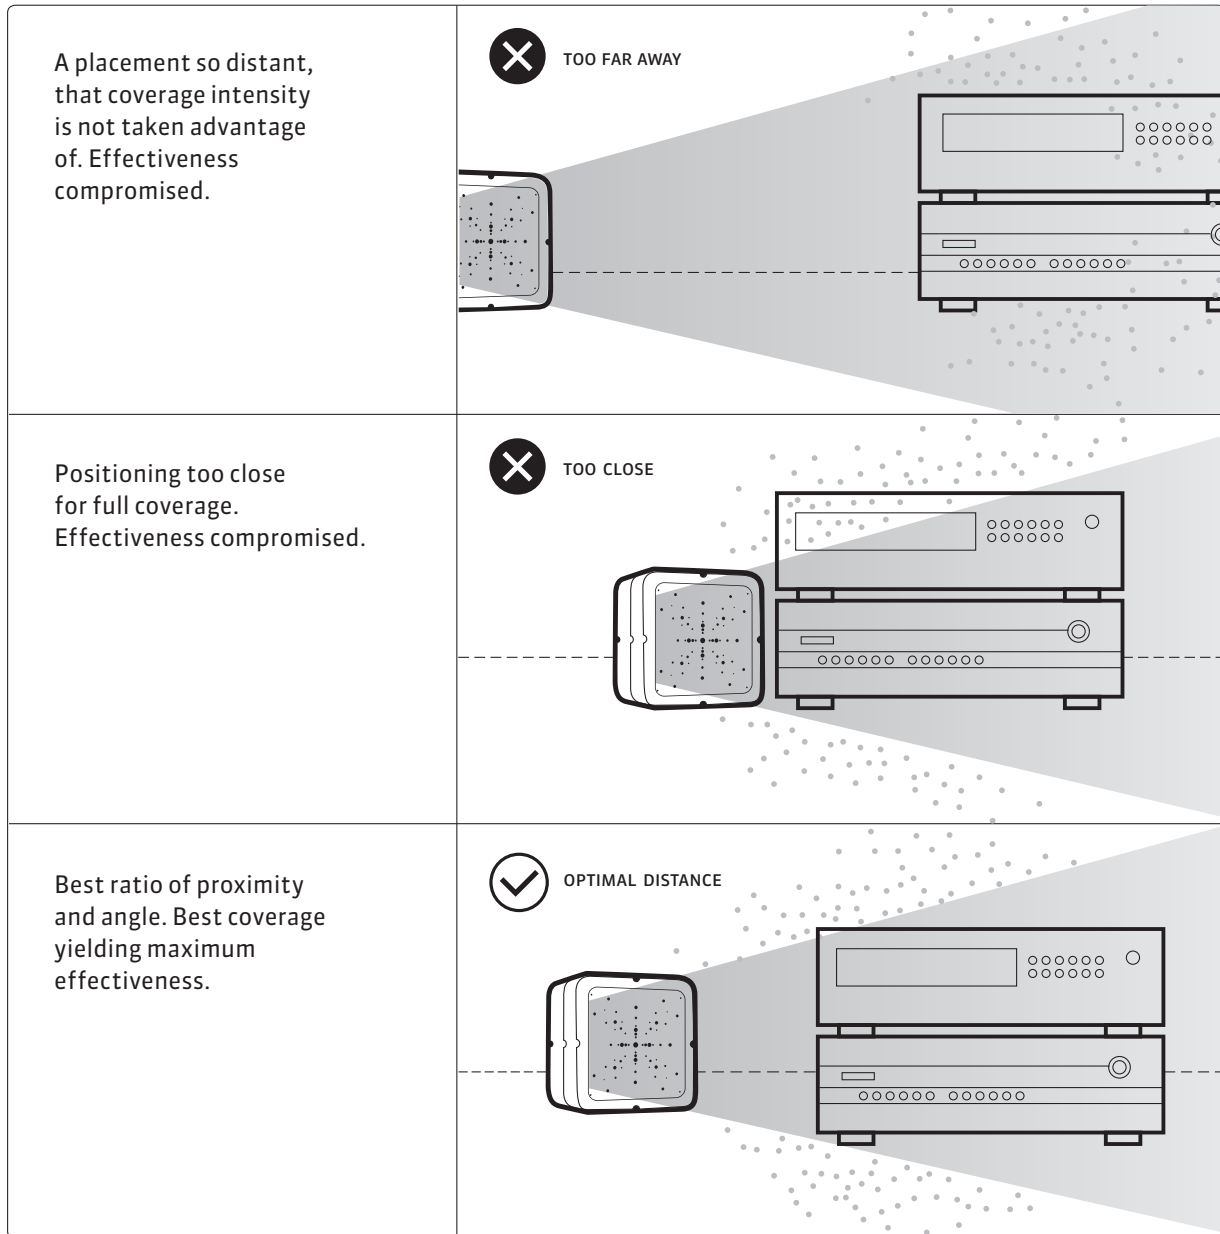 A placement so distant,
that coverage intensity
is not taken advantage
of. Effectiveness
compromised.
TOO FAR AWAY
Positioning too close
for full coverage.
Effectiveness compromised.
TOO CLOSE
Best ratio of proximity
and angle. Best coverage
yielding maximum
effectiveness.
OPTIMAL DISTANCE